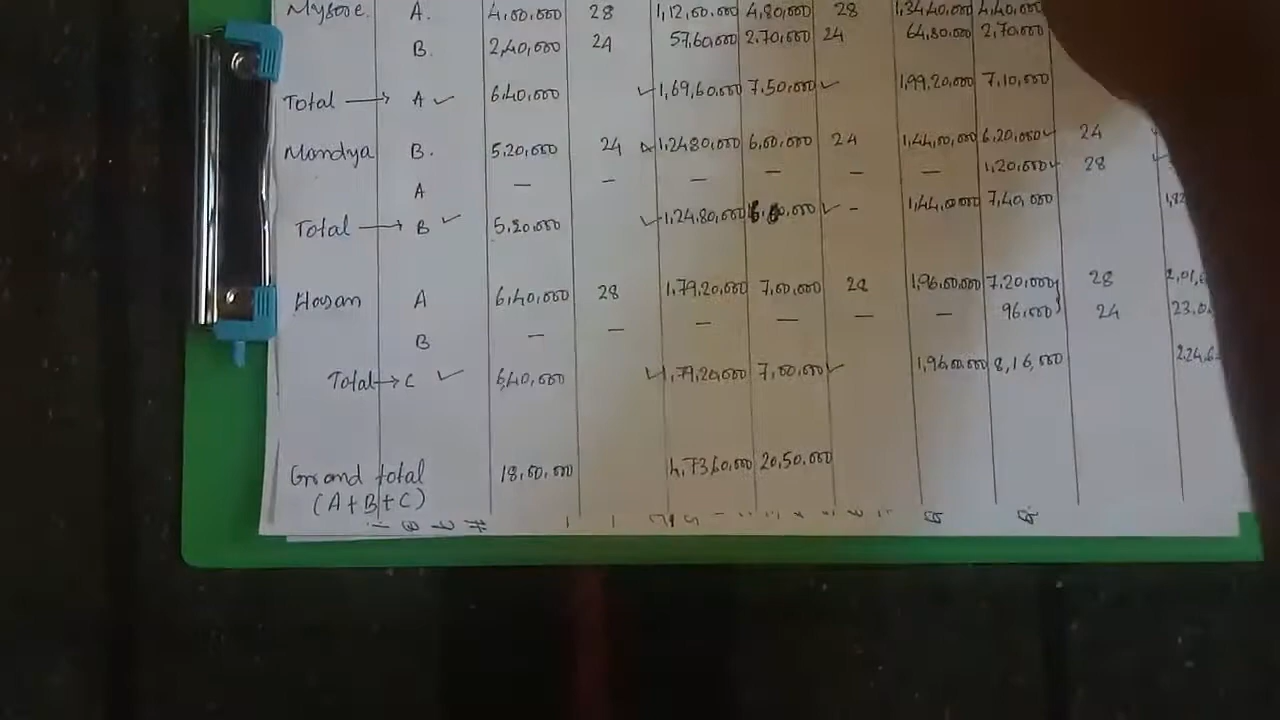 Mysore. A. 4,00,000 28 1,12,00,000 4,80,000 28 1,34,40,000 4,40,000
B. 2,40,000 24 57,60,000 2,70,000 24 64,80,000 2,70,000
Total → A ✓ 6,40,000 ✓ 1,69,60,000 7,50,000 ✓ 1,99,20,000 7,10,000
Mandya B. 5,20,000 24 1,24,80,000 6,00,000 24 1,44,00,000 6,20,000 24
A — — — — — — 1,20,000 28
Total → B ✓ 5,20,000 ✓ 1,24,80,000 6,00,000 ✓ - 1,44,00,000 7,40,000
Hasan A 6,40,000 28 1,79,20,000 7,00,000 28 1,96,00,000 7,20,000 28
B — — — — — — 96,000 24
Total → C ✓ 6,40,000 ✓ 1,79,20,000 7,00,000 ✓ 1,96,00,000 8,16,000
Grand total 18,00,000 4,73,60,000 20,50,000
(A+B+C)